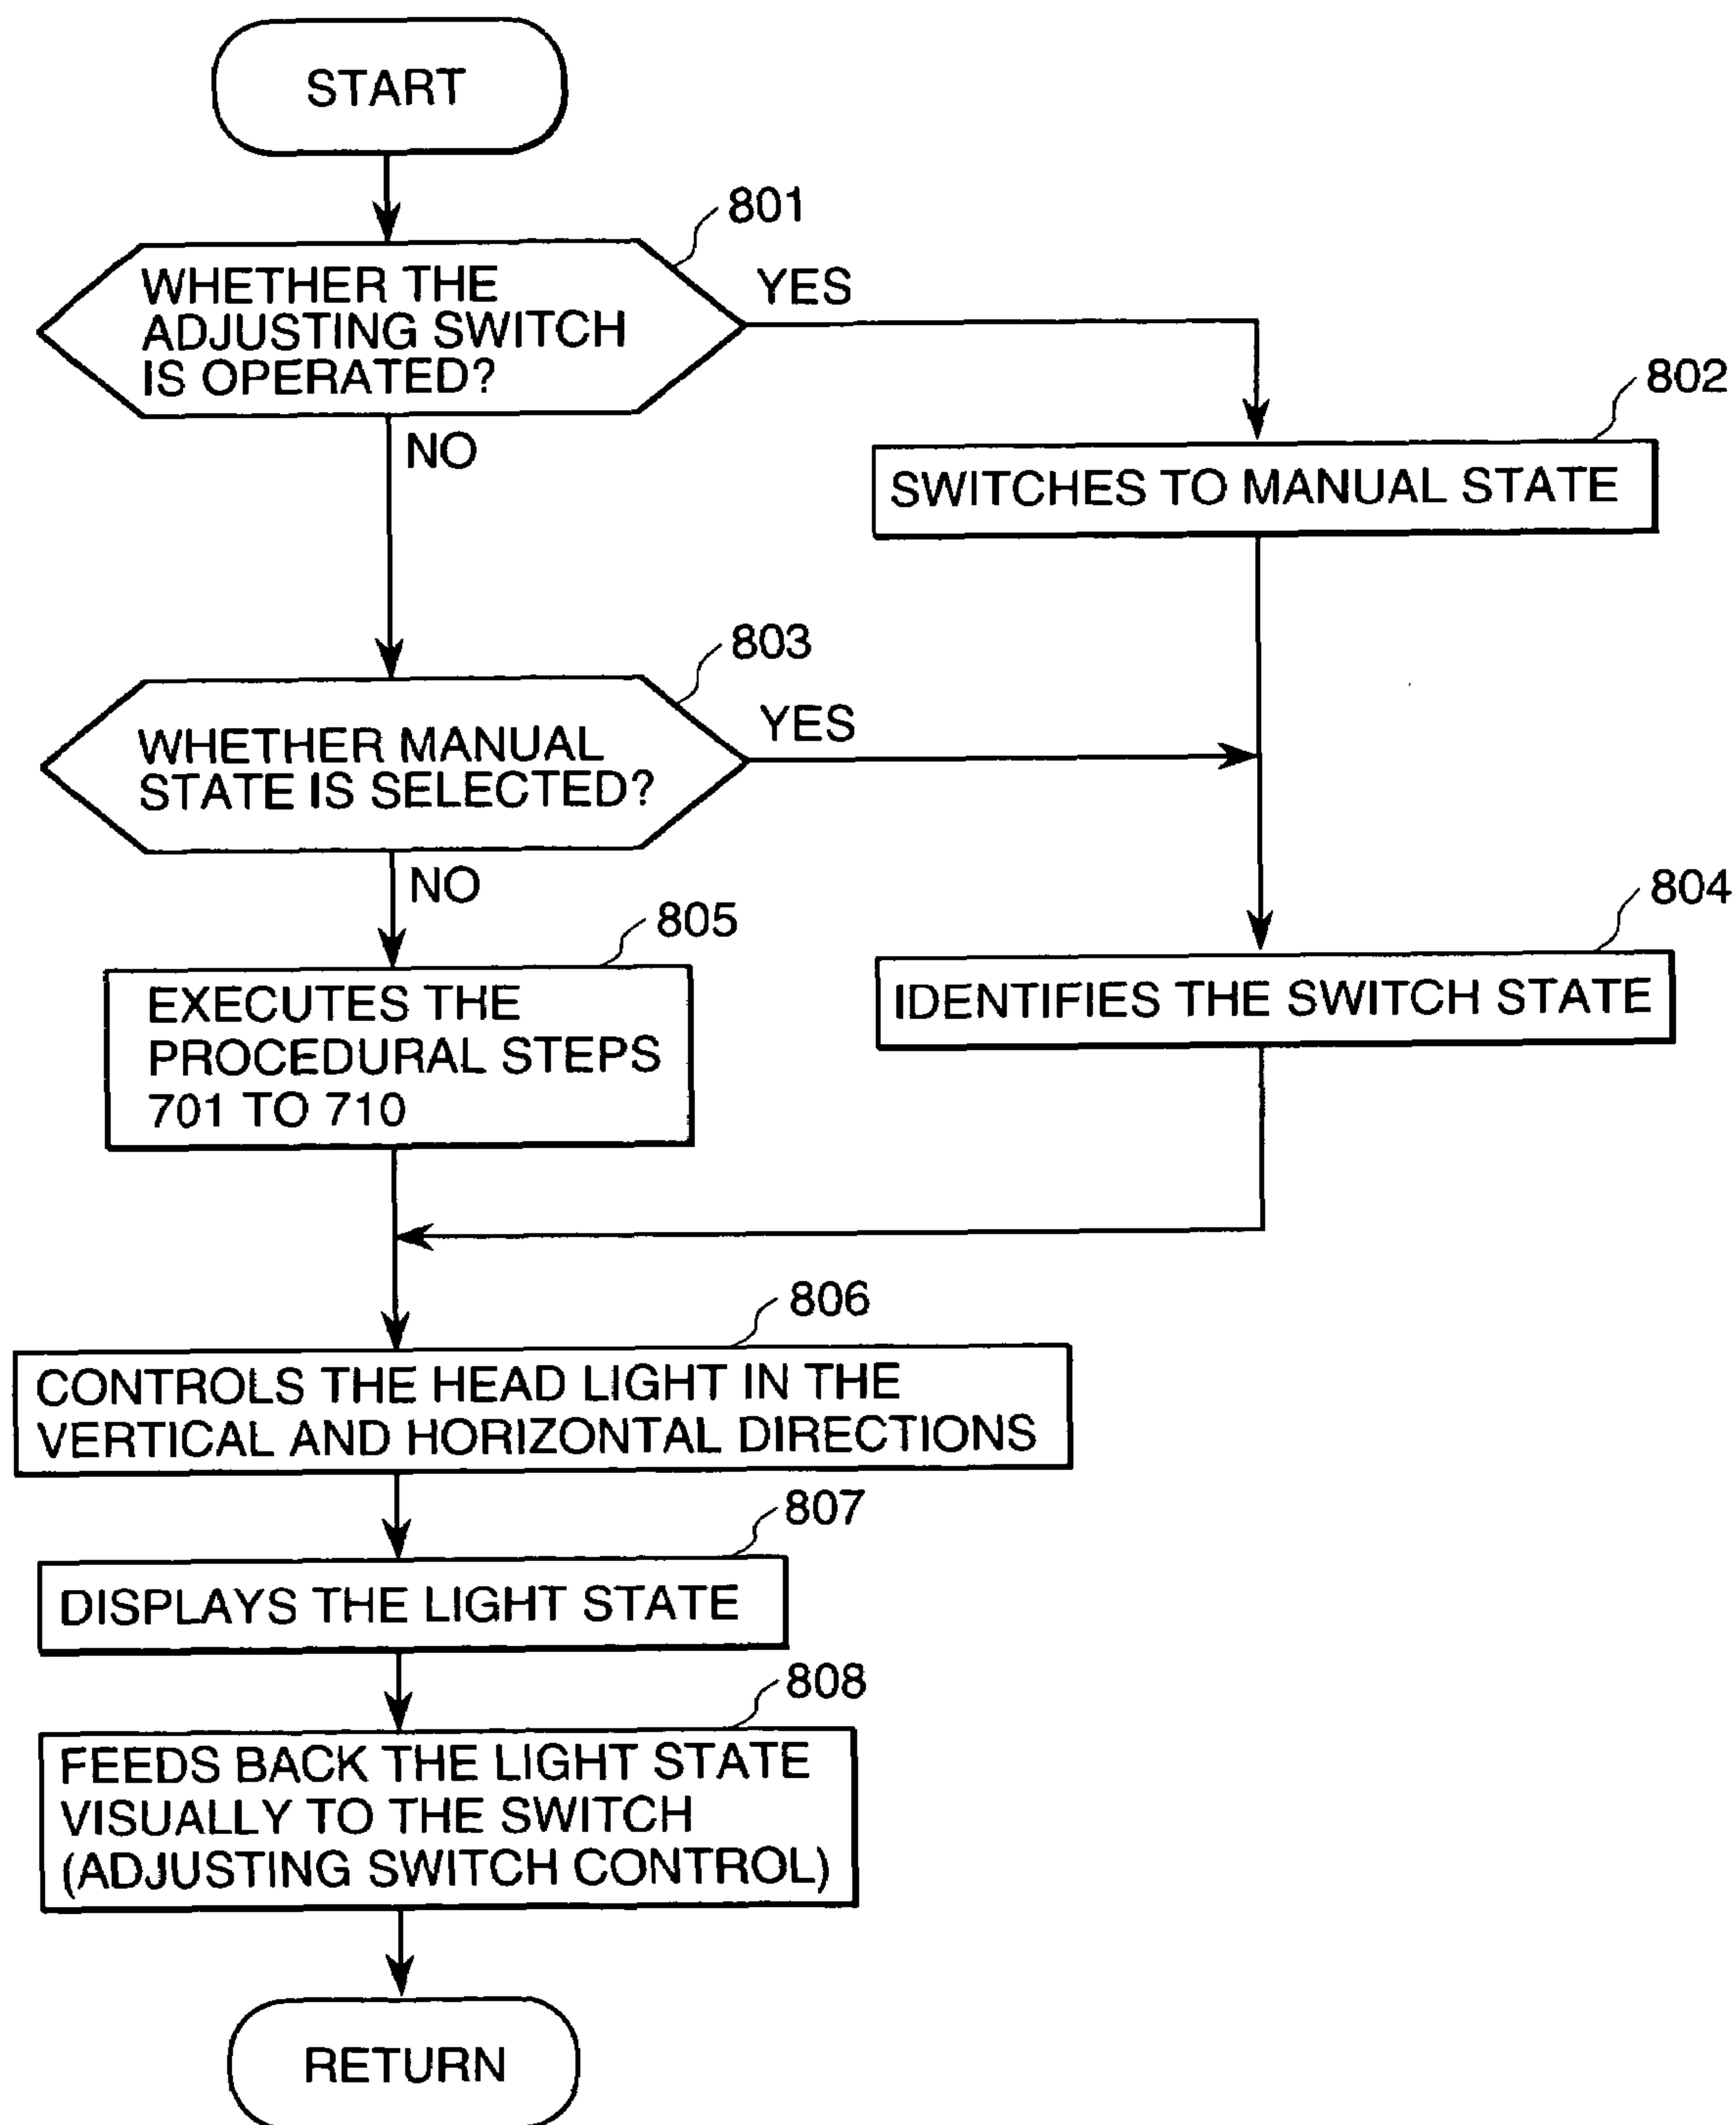 START
801
WHETHER THE
ADJUSTING SWITCH
IS OPERATED?
YES
NO
802
SWITCHES TO MANUAL STATE
803
WHETHER MANUAL
STATE IS SELECTED?
YES
NO
804
IDENTIFIES THE SWITCH STATE
805
EXECUTES THE
PROCEDURAL STEPS
701 TO 710
806
CONTROLS THE HEAD LIGHT IN THE
VERTICAL AND HORIZONTAL DIRECTIONS
807
DISPLAYS THE LIGHT STATE
808
FEEDS BACK THE LIGHT STATE
VISUALLY TO THE SWITCH
(ADJUSTING SWITCH CONTROL)
RETURN